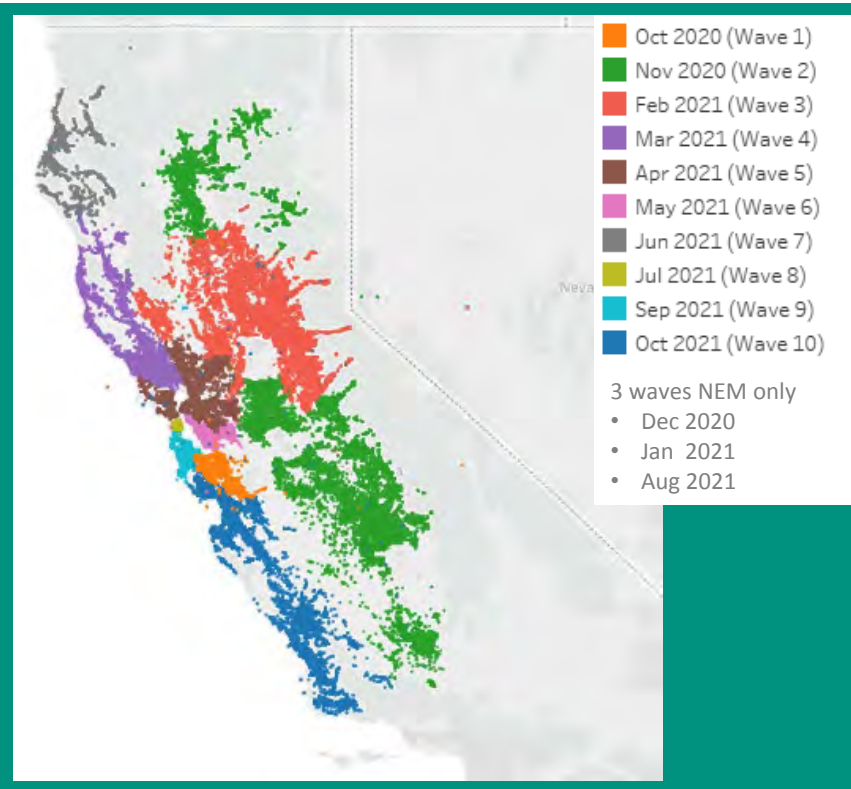 Oct 2020 (Wave 1)
Nov 2020 (Wave 2)
Feb 2021 (Wave 3)
Mar 2021 (Wave 4)
Apr 2021 (Wave 5)
May 2021 (Wave 6)
Jun 2021 (Wave 7)
Jul 2021 (Wave 8)
Sep 2021 (Wave 9)
Oct 2021 (Wave 10)
Neva
3 waves NEM only
• Dec 2020
• Jan 2021
• Aug 2021